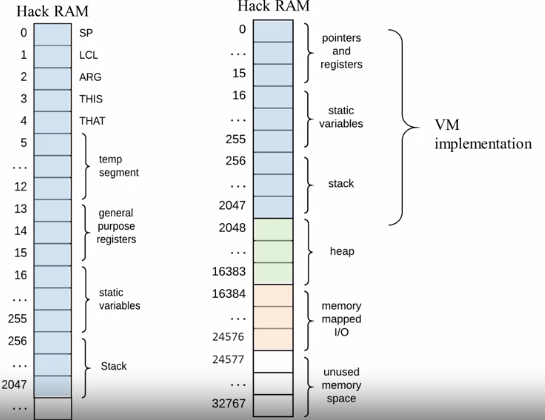 Hack RAM
0 SP
1 LCL
2 ARG
3 THIS
4 THAT
5
...
12
temp
segment
13
14
15
general
purpose
registers
16
...
255
static
variables
256
...
2047
Stack
...
Hack RAM
0
...
15
pointers
and
registers
16
...
255
static
variables
256
...
2047
stack
2048
...
16383
heap
16384
...
24576
memory
mapped
I/O
24577
...
32767
unused
memory
space
VM
implementation